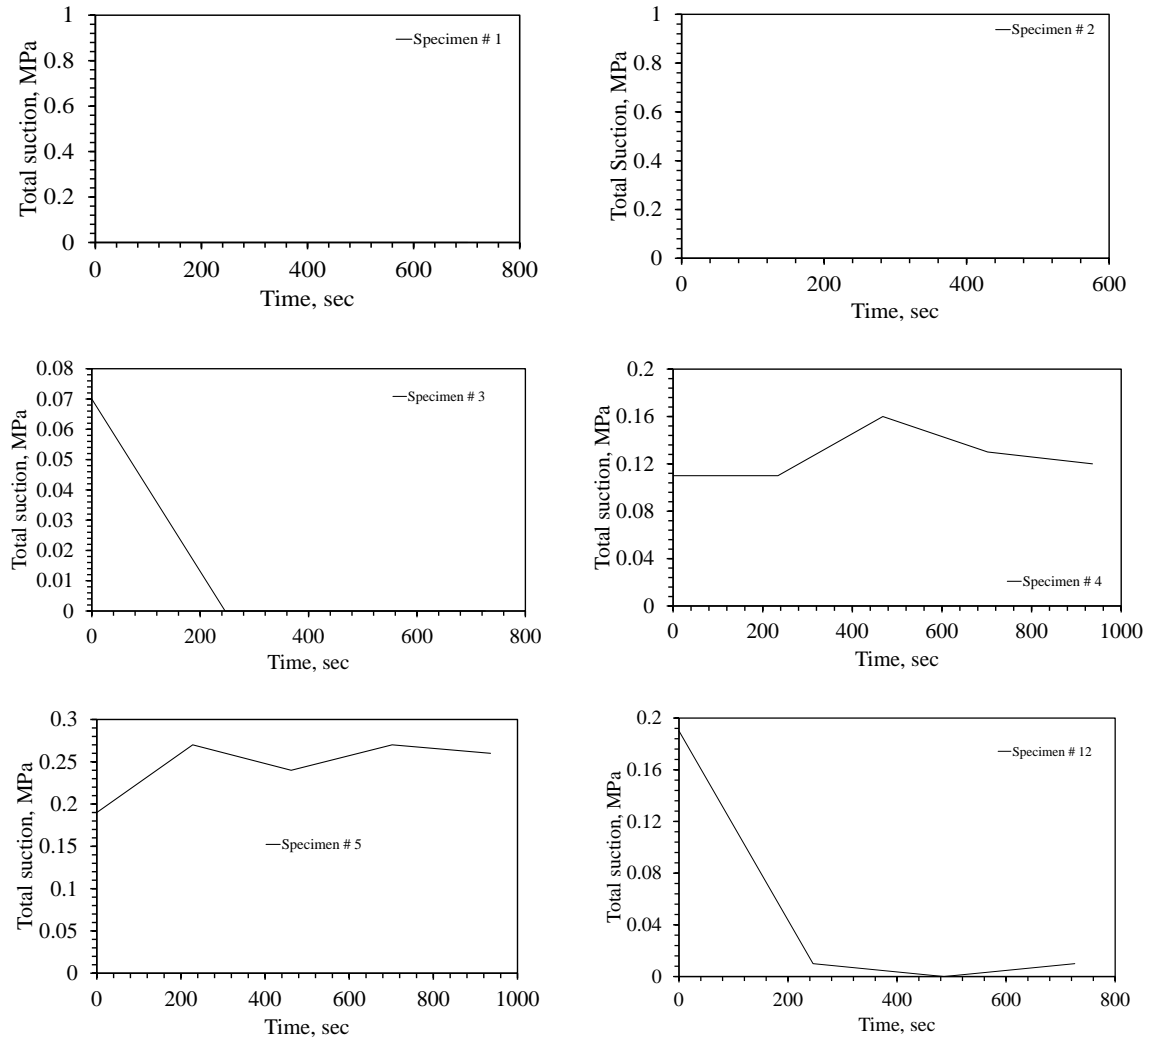 1
0.8
0.6
0.4
0.2
0
0 200 400 600 800
Total suction, MPa
Time, sec
Specimen # 1
1
0.8
0.6
0.4
0.2
0
0 200 400 600
Total Suction, MPa
Time, sec
Specimen # 2
0.08
0.07
0.06
0.05
0.04
0.03
0.02
0.01
0
0 200 400 600 800
Total suction, MPa
Time, sec
Specimen # 3
0.2
0.16
0.12
0.08
0.04
0
0 200 400 600 800 1000
Total suction, MPa
Time, sec
Specimen # 4
0.3
0.25
0.2
0.15
0.1
0.05
0
0 200 400 600 800 1000
Total suction, MPa
Time, sec
Specimen # 5
0.2
0.16
0.12
0.08
0.04
0
0 200 400 600 800
Total suction, MPa
Time, sec
Specimen # 12